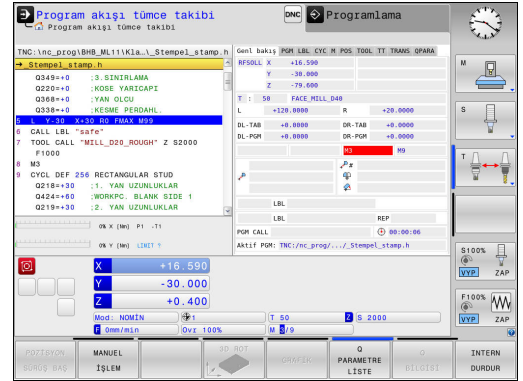 Program akışı tümce takibi
Program akışı tümce takibi
DNC
Programlama
TNC:\nc_prog\BHB_ML11\Kla…\_Stempel_stamp.h
→_Stempel_stamp.h
Q349=+0 ;3.SINIRLAMA
Q220=+0 ;KOSE YARICAPI
Q368=+0 ;YAN OLCU
Q338=+0 ;KESME PERDAHL.
5 L Y-30 X+30 R0 FMAX M99
6 CALL LBL "safe"
7 TOOL CALL "MILL_D20_ROUGH" Z S2000
F1000
8 M3
9 CYCL DEF 256 RECTANGULAR STUD
Q218=+30 ;1. YAN UZUNLUKLAR
Q424=+60 ;WORKPC. BLANK SIDE 1
Q219=+30 ;2. YAN UZUNLUKLAR
0% X [Nm] P1 -T1
0% Y [Nm] LIMIT ?
Genl bakış PGM LBL CYC M POS TOOL TT TRANS QPARA
RFSOLL X +16.590
Y -30.000
Z -79.600
T : 50 FACE_MILL_D40
L +120.0000 R +20.0000
DL-TAB +0.0000 DR-TAB +0.0000
DL-PGM +0.0000 DR-PGM +0.0000
M3 M9
P#
LBL
LBL REP
PGM CALL 00:00:06
Aktif PGM: TNC:/nc_prog/.../_Stempel_stamp.h
X +16.590
Y -30.000
Z +0.400
Mod: NOMİN 1 T 50 Z S 2000
F 0mm/min Ovr 100% M 3/9
M
S
T
S100%
VYP ZAP
F100%
VYP ZAP
POZİSYON
SÜRÜŞ BAŞ
MANUEL
İŞLEM
3D ROT
GRAFİK
Q
PARAMETRE
LİSTE
Q
BİLGİSİ
INTERN
DURDUR